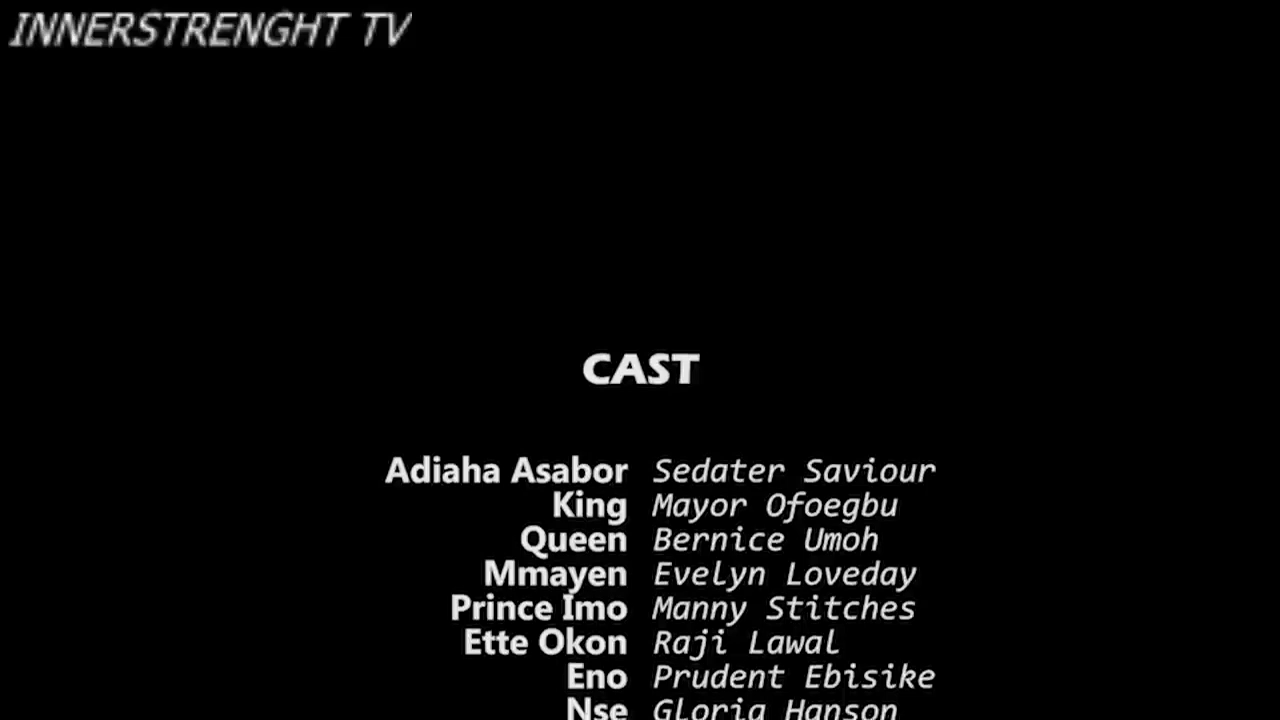 INNERSTRENGHT TV
CAST
Adiaha Asabor Sedater Saviour
King Mayor Ofoegbu
Queen Bernice Umoh
Mmayen Evelyn Loveday
Prince Imo Manny Stitches
Ette Okon Raji Lawal
Eno Prudent Ebisike
Nse GLoria Hanson